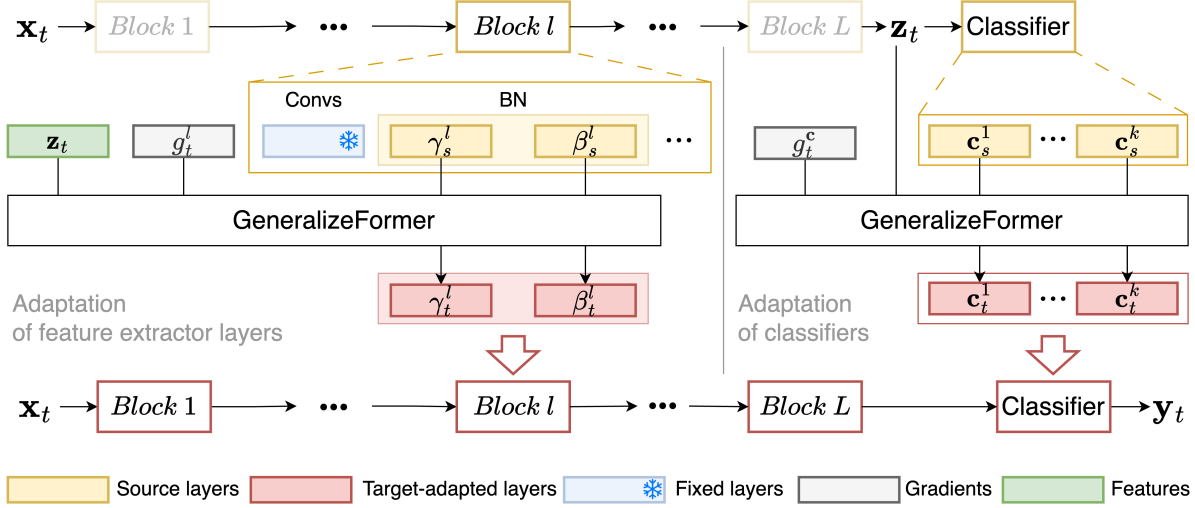 x_t Block 1 ••• Block l ••• Block L z_t Classifier
Convs BN
z_t g_t^l γ_s^l β_s^l ••• g_t^c c_s^1 ••• c_s^k
GeneralizeFormer GeneralizeFormer
γ_t^l β_t^l c_t^1 ••• c_t^k
Adaptation Adaptation
of feature extractor layers of classifiers
x_t Block 1 ••• Block l ••• Block L Classifier y_t
Source layers Target-adapted layers Fixed layers Gradients Features